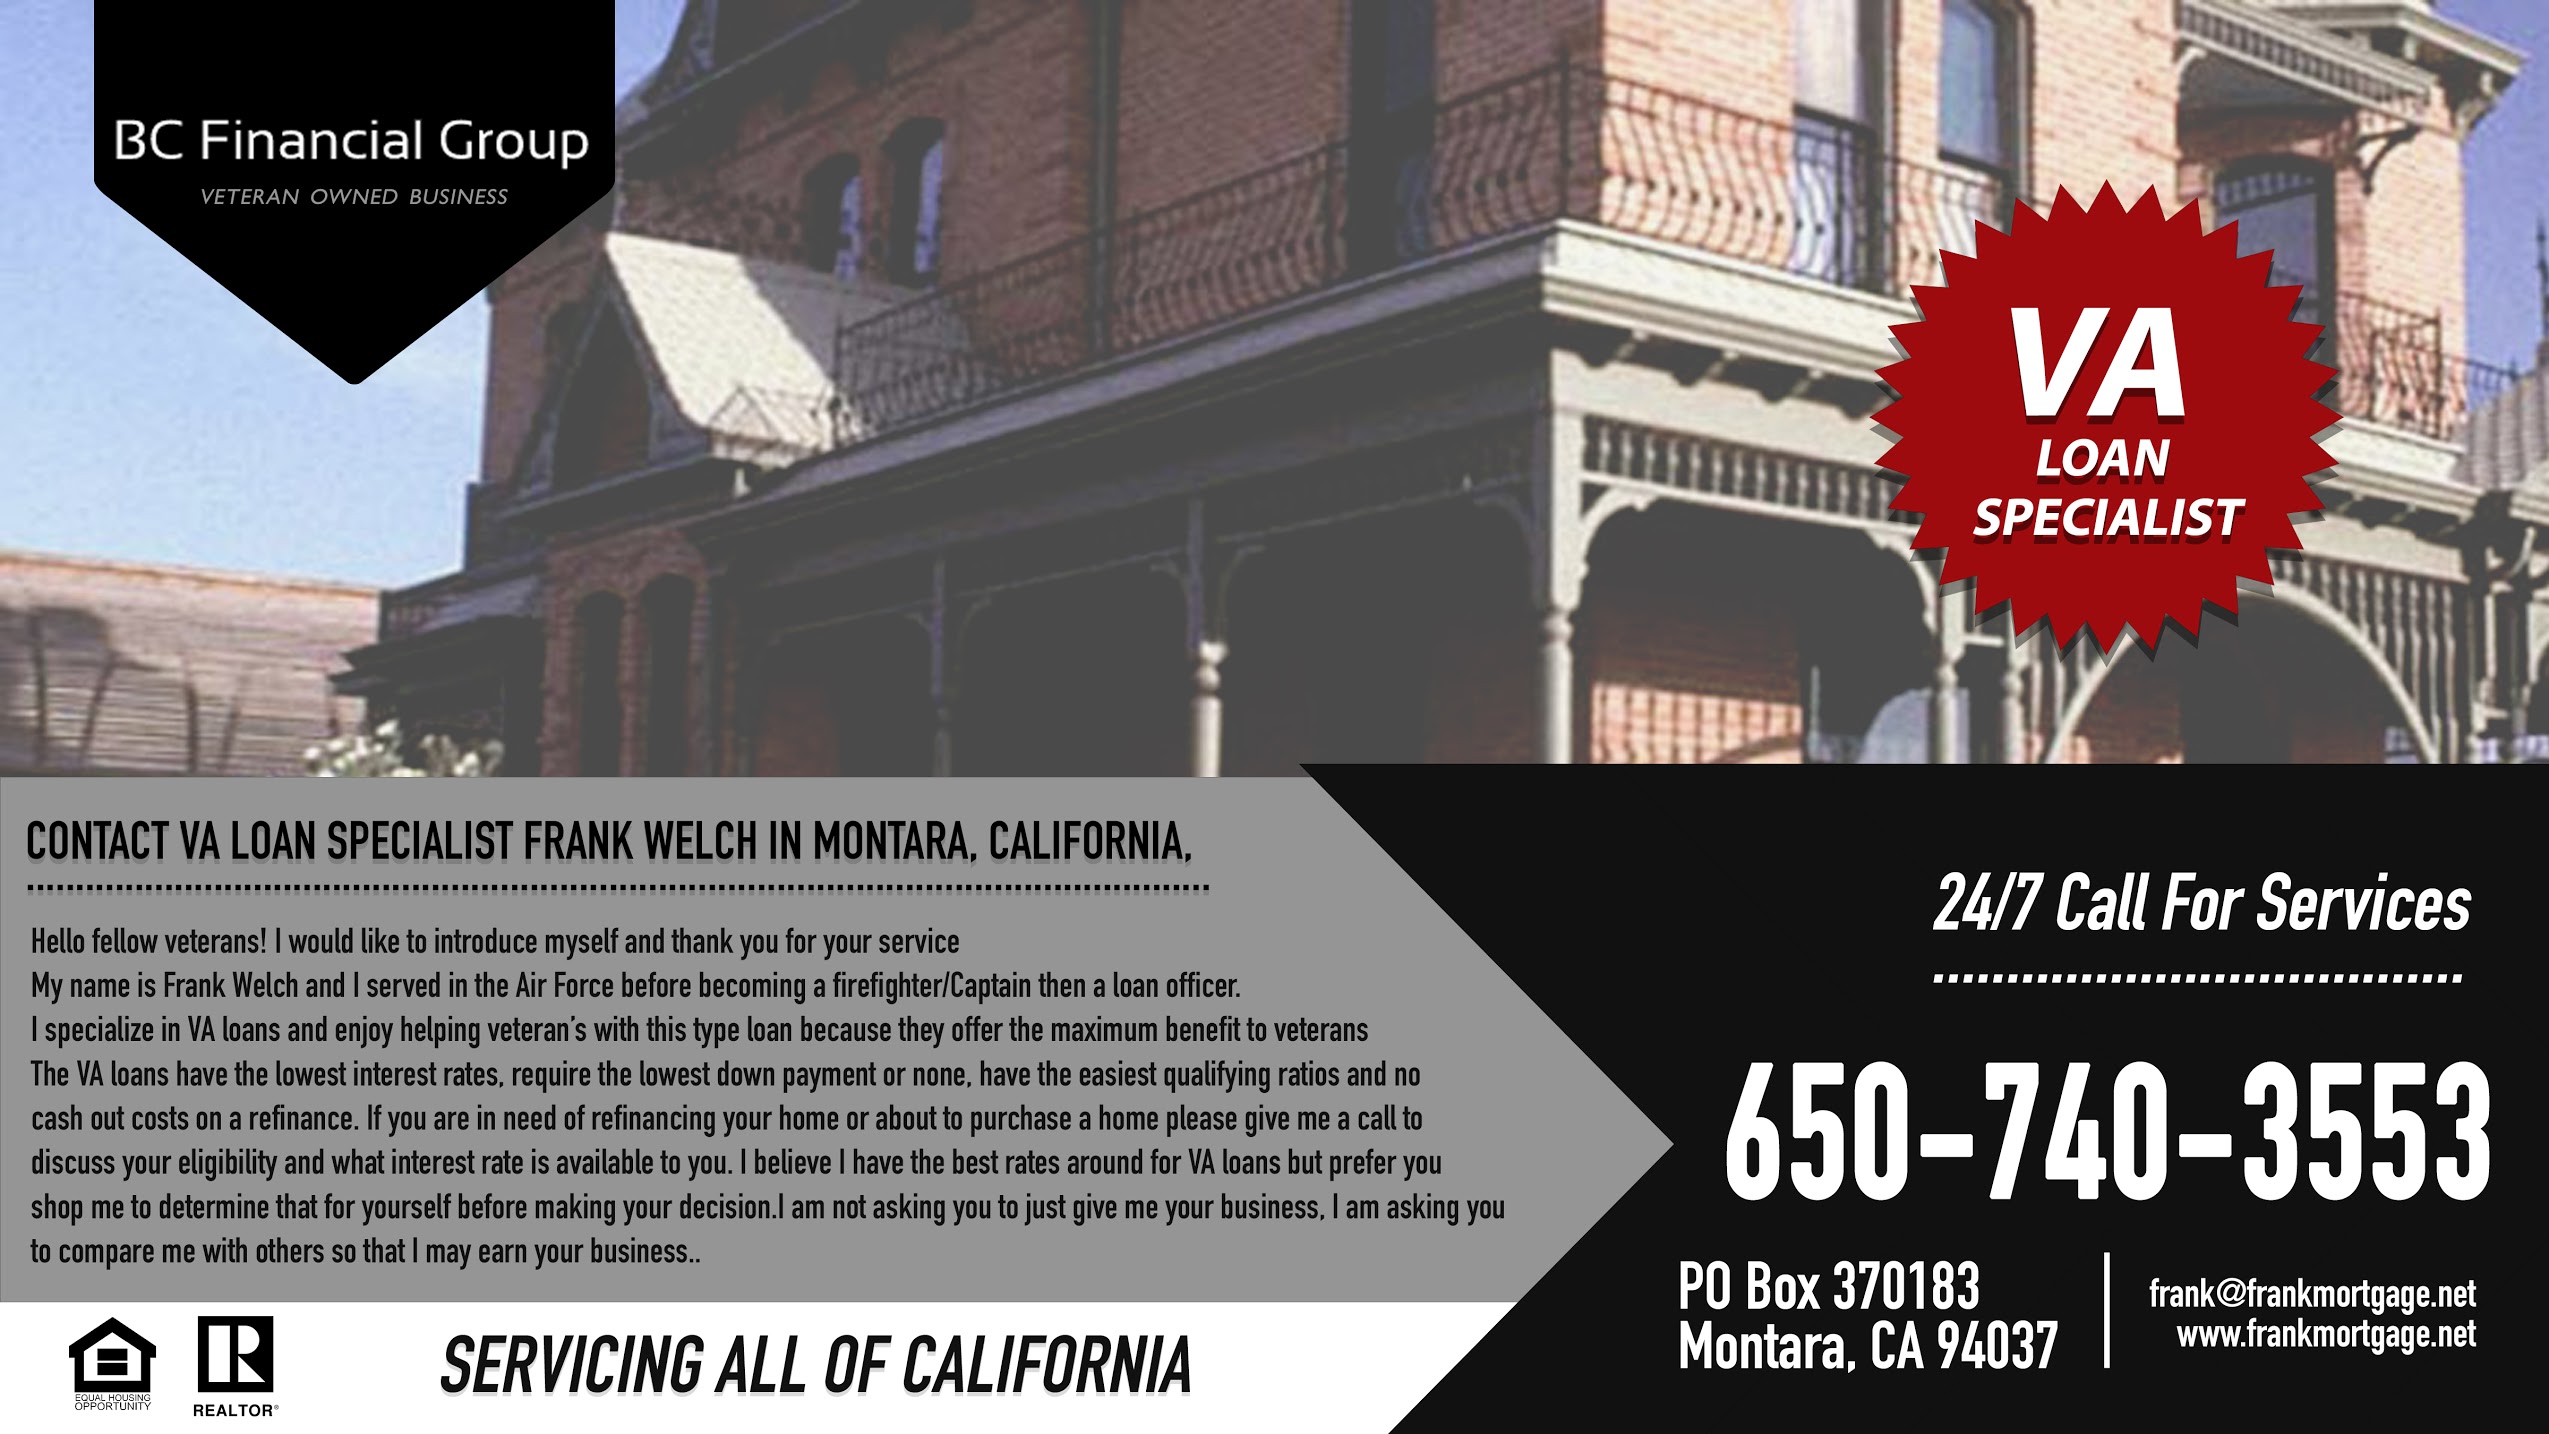 BC Financial Group
VETERAN OWNED BUSINESS
VA
LOAN
SPECIALIST
CONTACT VA LOAN SPECIALIST FRANK WELCH IN MONTARA, CALIFORNIA,
Hello fellow veterans! I would like to introduce myself and thank you for your service
My name is Frank Welch and I served in the Air Force before becoming a firefighter/Captain then a loan officer.
I specialize in VA loans and enjoy helping veteran’s with this type loan because they offer the maximum benefit to veterans
The VA loans have the lowest interest rates, require the lowest down payment or none, have the easiest qualifying ratios and no
cash out costs on a refinance. If you are in need of refinancing your home or about to purchase a home please give me a call to
discuss your eligibility and what interest rate is available to you. I believe I have the best rates around for VA loans but prefer you
shop me to determine that for yourself before making your decision.I am not asking you to just give me your business, I am asking you
to compare me with others so that I may earn your business..
24/7 Call For Services
650-740-3553
PO Box 370183
Montara, CA 94037
frank@frankmortgage.net
www.frankmortgage.net
EQUAL HOUSING
OPPORTUNITY
REALTOR®
SERVICING ALL OF CALIFORNIA